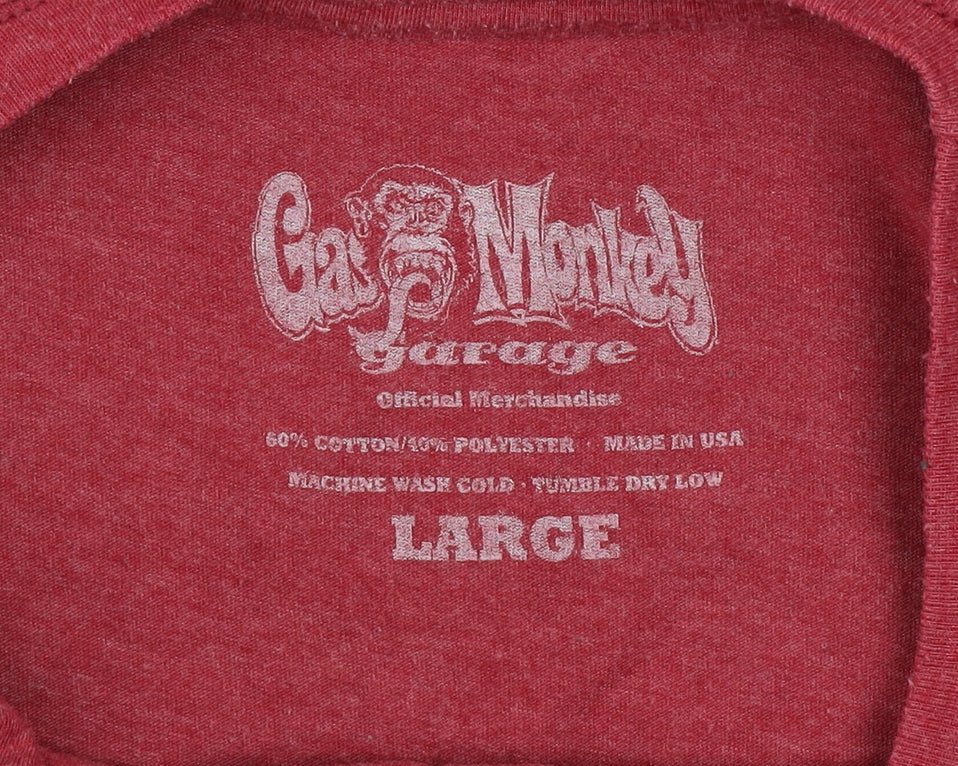 Gas Monkey
garage
Official Merchandise
60% COTTON/40% POLYESTER · MADE IN USA
MACHINE WASH COLD · TUMBLE DRY LOW
LARGE